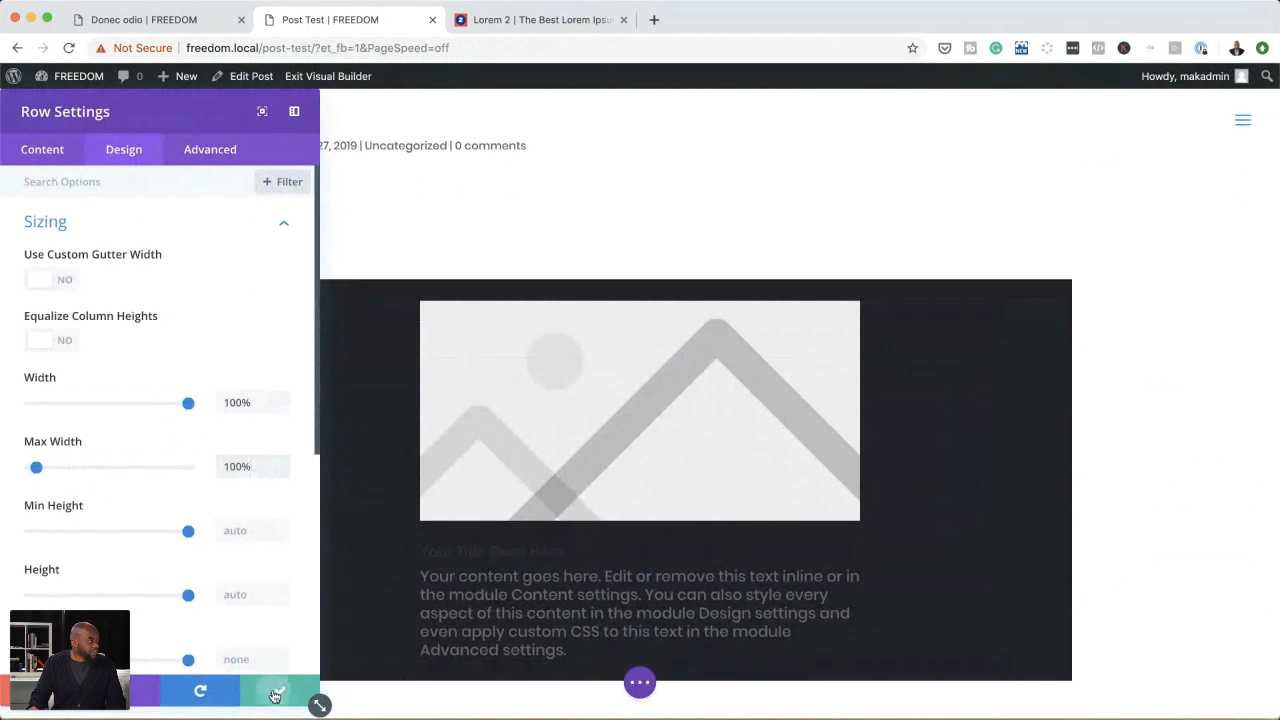 Donec odio | FREEDOM
Post Test | FREEDOM
Lorem 2 | The Best Lorem Ipsu
Not Secure | freedom.local/post-test/?et_fb=1&PageSpeed=off
FREEDOM 0 New Edit Post Exit Visual Builder Howdy, makadmin
Row Settings
Content Design Advanced
Search Options + Filter
Sizing
Use Custom Gutter Width
NO
Equalize Column Heights
NO
Width
100%
Max Width
100%
Min Height
auto
Height
auto
none
27, 2019 | Uncategorized | 0 comments
Your Title Goes Here
Your content goes here. Edit or remove this text inline or in
the module Content settings. You can also style every
aspect of this content in the module Design settings and
even apply custom CSS to this text in the module
Advanced settings.